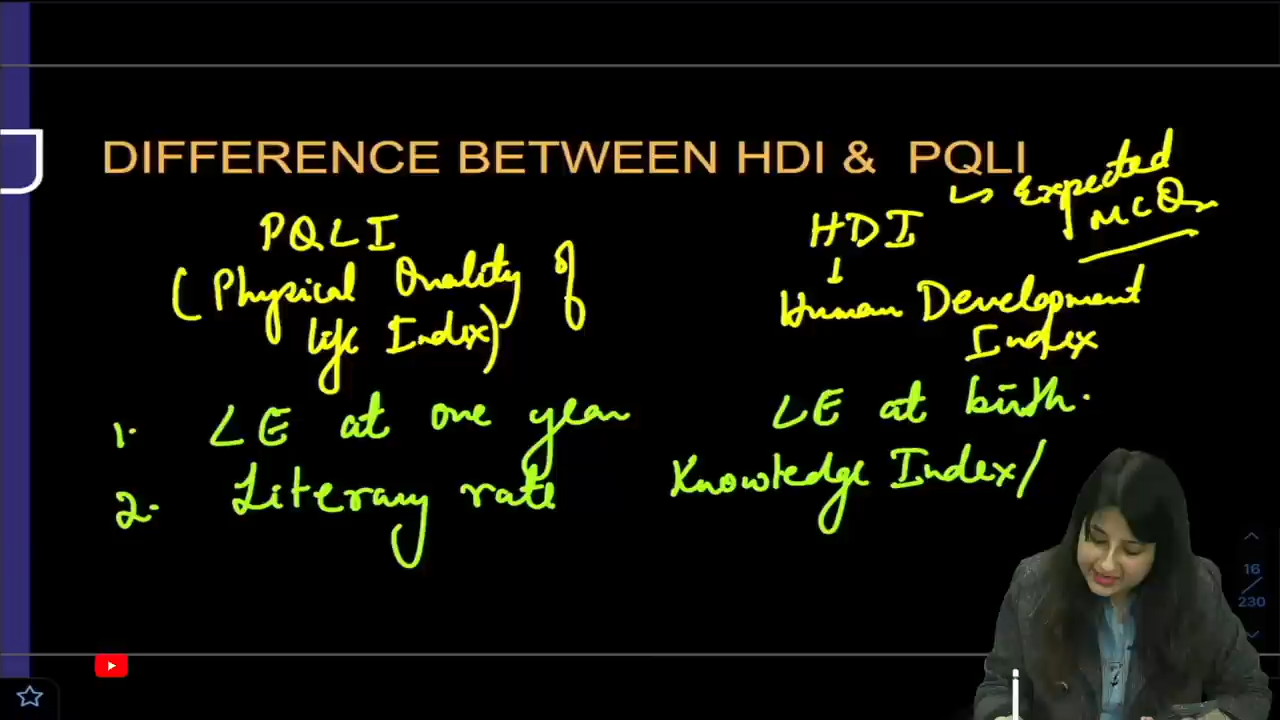 DIFFERENCE BETWEEN HDI & PQLI
↳ Expected
MCQs
PQLI
HDI
↓
(Physical Quality of
life Index)
Human Development
Index
1. LE at one year
LE at birth.
2. Literary rate
Knowledge Index/
16
230